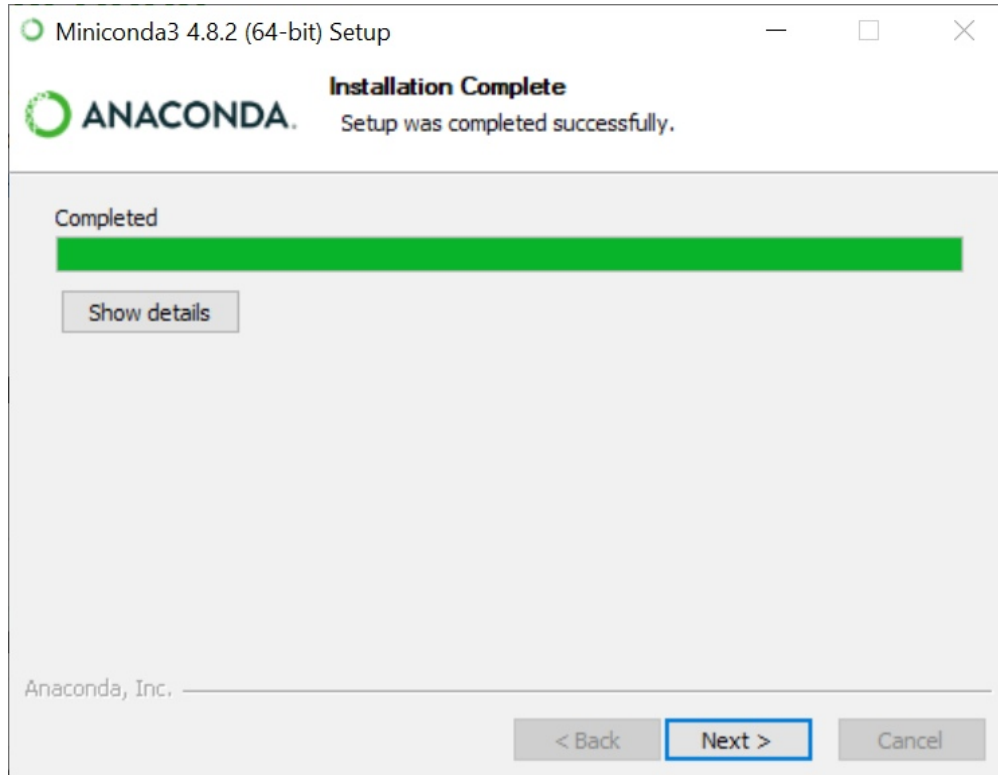 Miniconda3 4.8.2 (64-bit) Setup
ANACONDA.
Installation Complete
Setup was completed successfully.
Completed
Show details
Anaconda, Inc.
< Back
Next >
Cancel